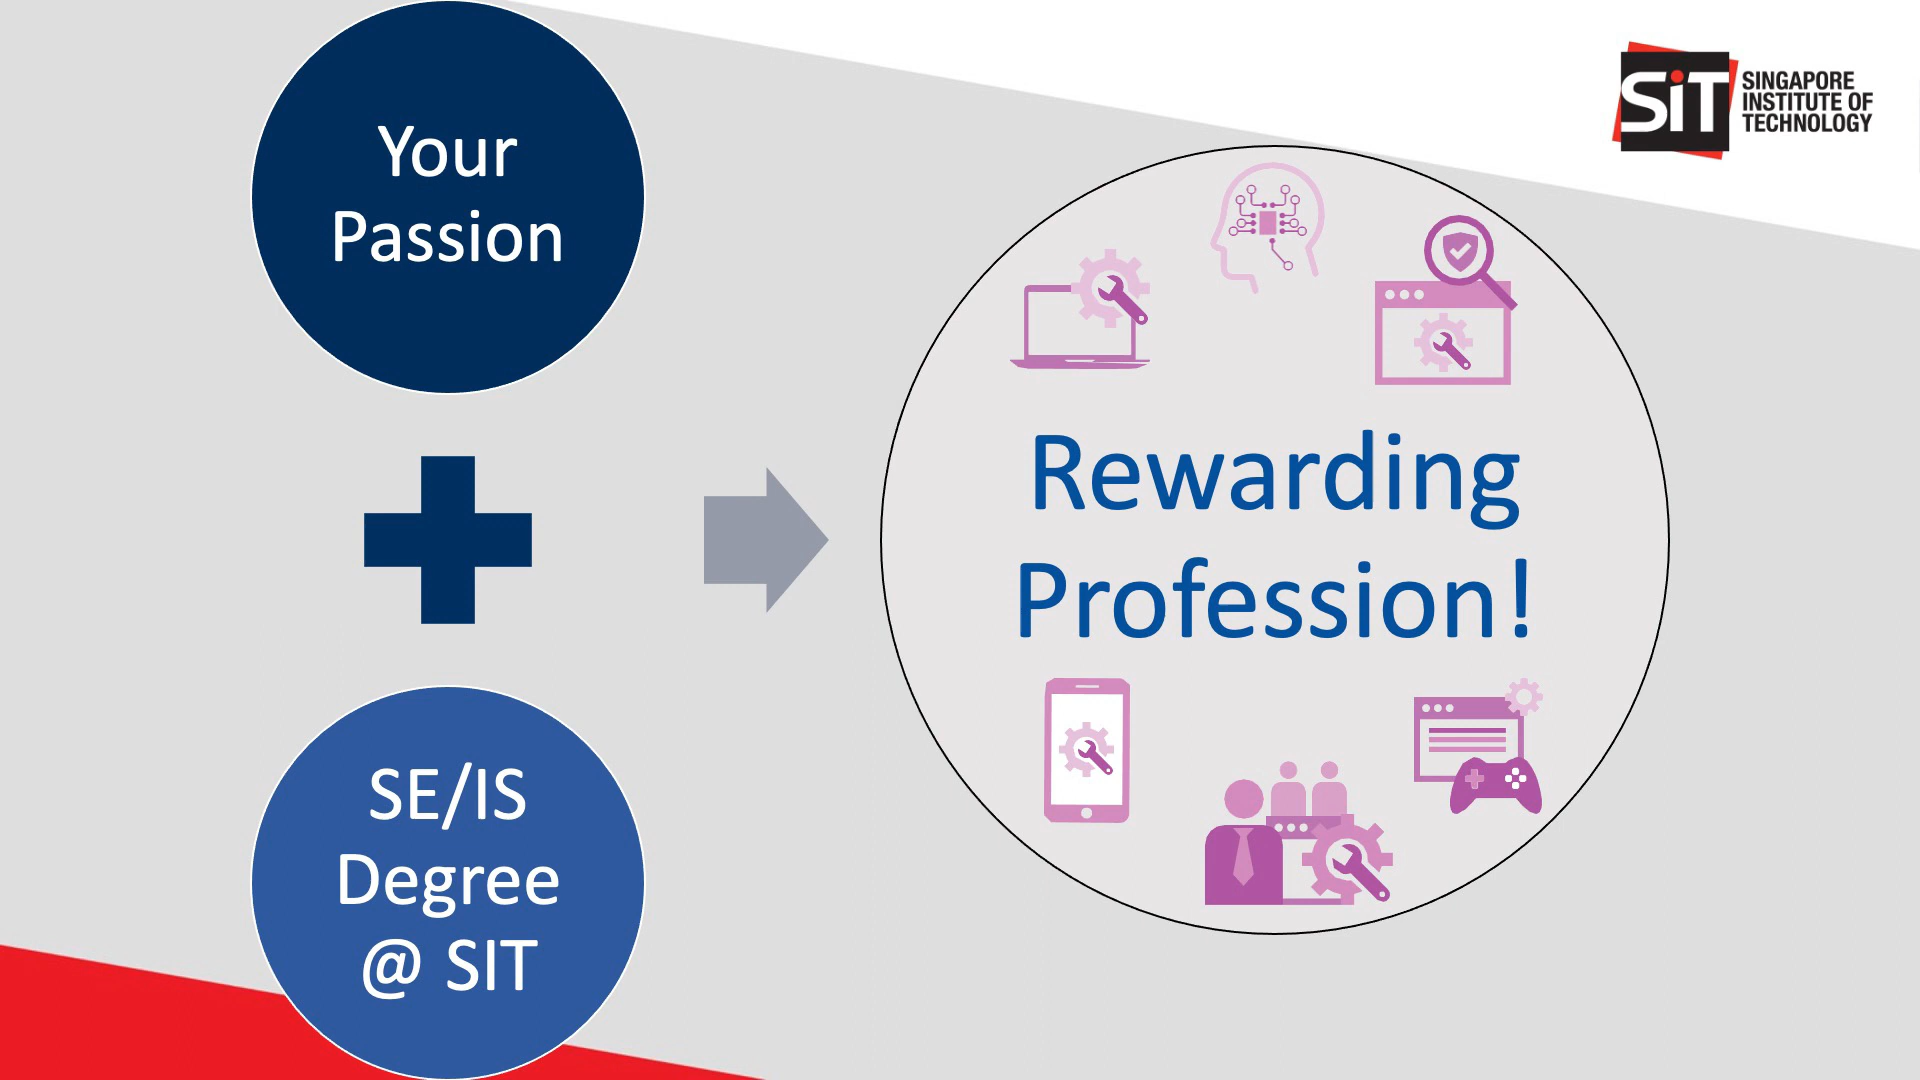 Your
Passion
SE/IS
Degree
@ SIT
Rewarding
Profession!
SiT
SINGAPORE
INSTITUTE OF
TECHNOLOGY